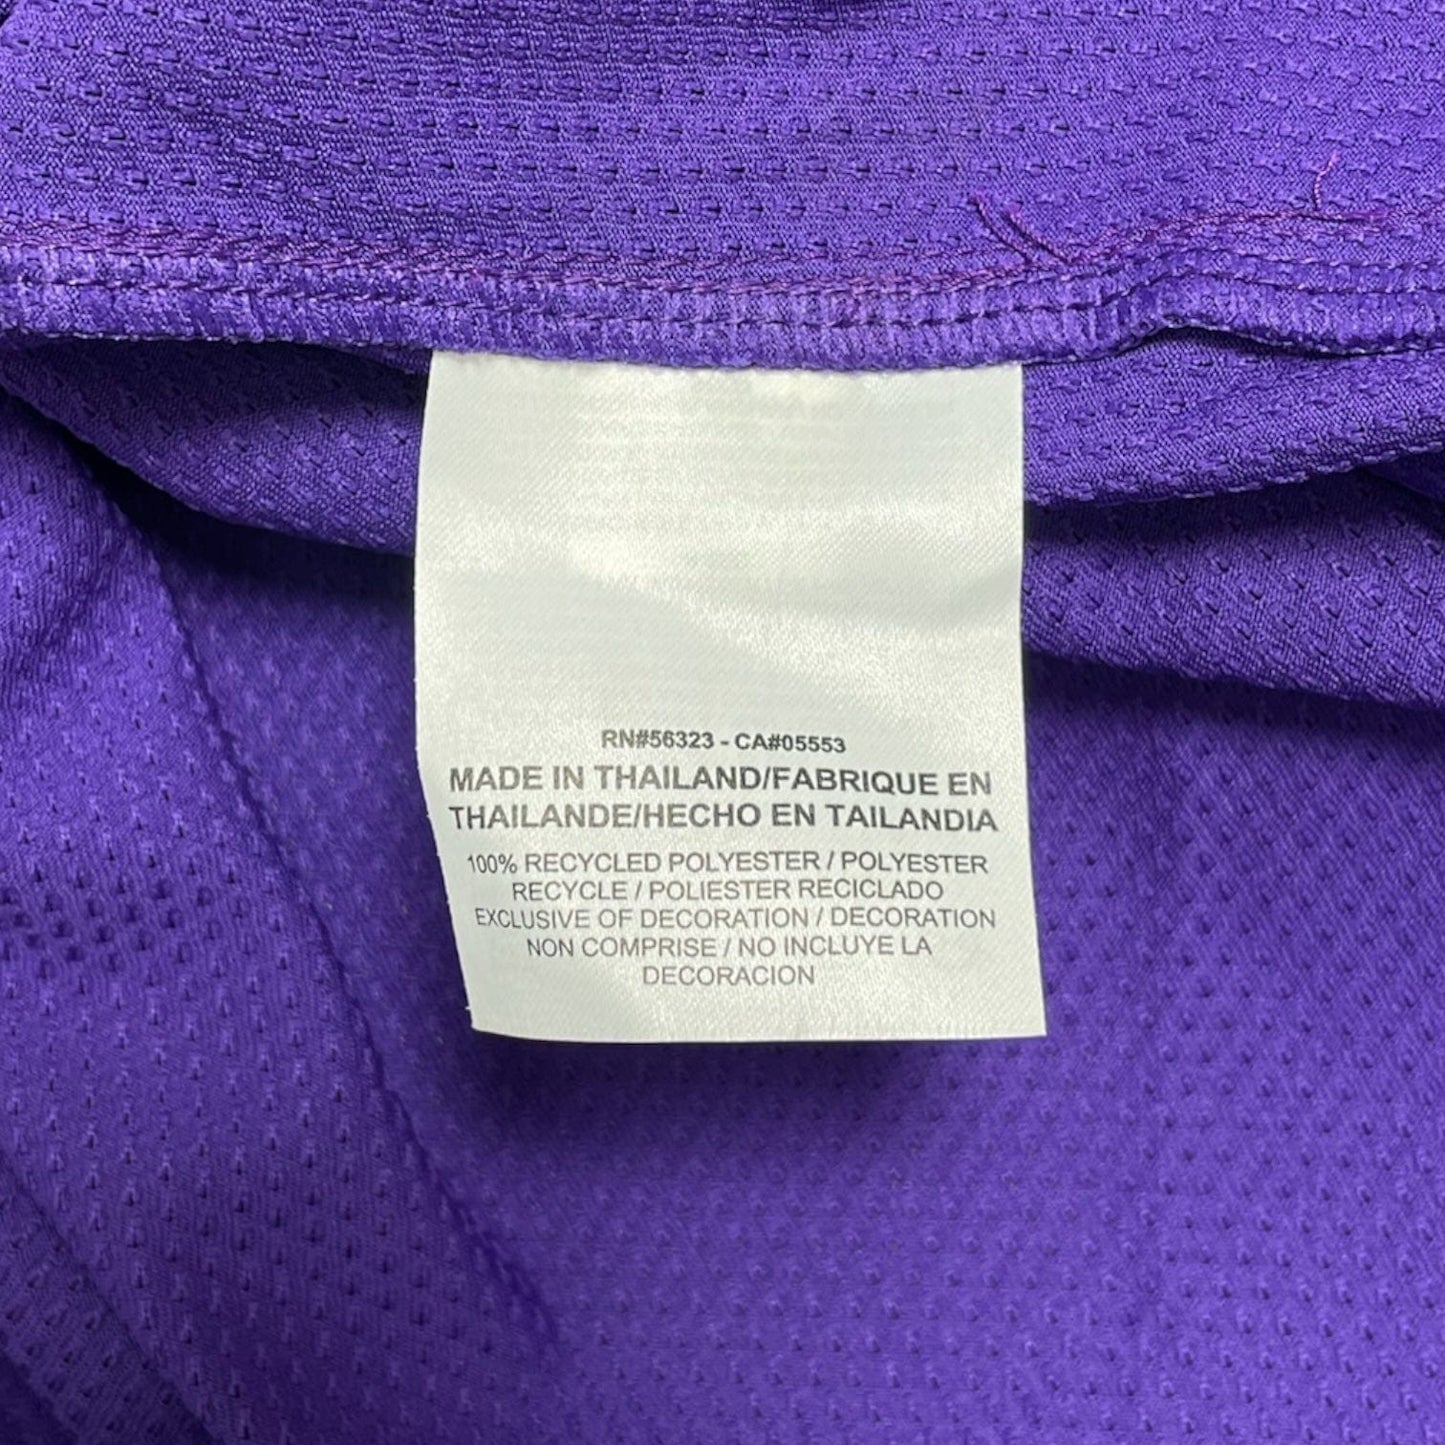 RN#56323 - CA#05553
MADE IN THAILAND/FABRIQUE EN
THAILANDE/HECHO EN TAILANDIA
100% RECYCLED POLYESTER / POLYESTER
RECYCLE / POLIESTER RECICLADO
EXCLUSIVE OF DECORATION / DECORATION
NON COMPRISE / NO INCLUYE LA
DECORACION